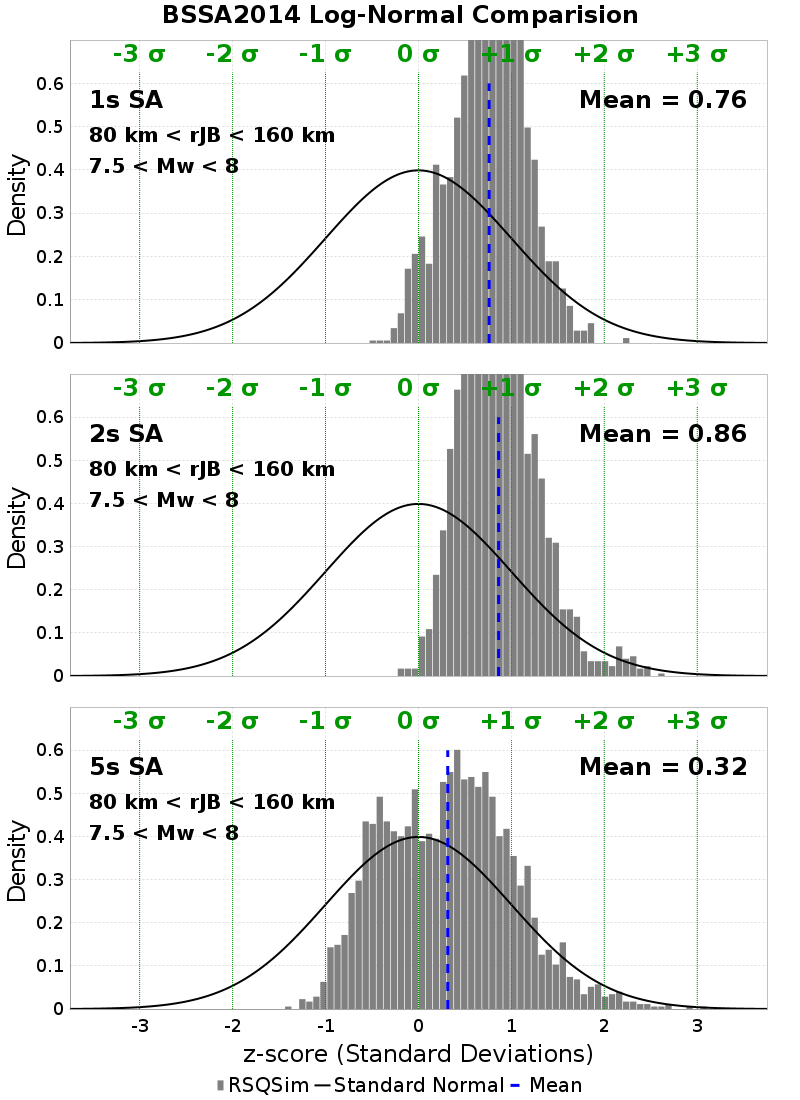 BSSA2014 Log-Normal Comparision
-3 σ -2 σ -1 σ 0 σ +1 σ +2 σ +3 σ
0.6
0.5
0.4
0.3
0.2
0.1
0
Density
1s SA
Mean = 0.76
80 km < rJB < 160 km
7.5 < Mw < 8
-3 σ -2 σ -1 σ 0 σ +1 σ +2 σ +3 σ
0.6
0.5
0.4
0.3
0.2
0.1
0
Density
2s SA
Mean = 0.86
80 km < rJB < 160 km
7.5 < Mw < 8
-3 σ -2 σ -1 σ 0 σ +1 σ +2 σ +3 σ
0.6
0.5
0.4
0.3
0.2
0.1
0
Density
5s SA
Mean = 0.32
80 km < rJB < 160 km
7.5 < Mw < 8
-3 -2 -1 0 1 2 3
z-score (Standard Deviations)
RSQSim Standard Normal Mean